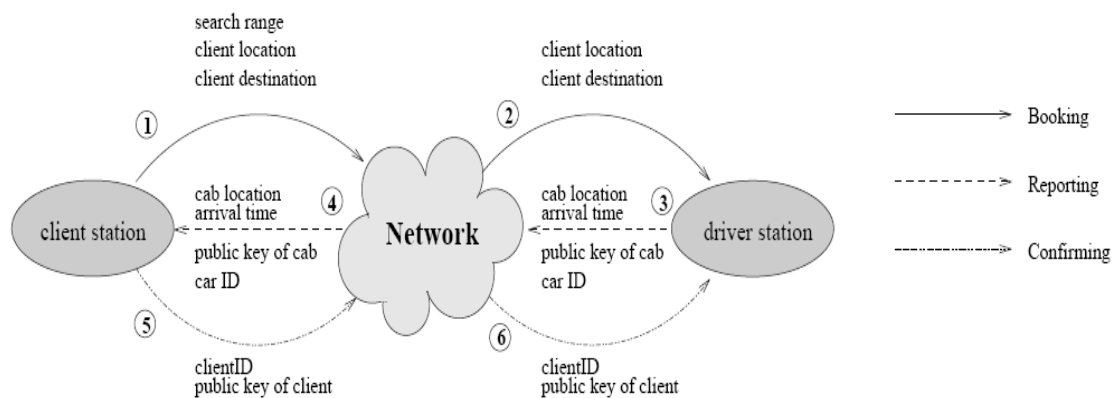 search range
client location
client destination
1
client location
client destination
2
Booking
cab location
arrival time
4
cab location
arrival time
3
Reporting
client station
Network
driver station
public key of cab
car ID
public key of cab
car ID
Confirming
5
6
clientID
public key of client
clientID
public key of client